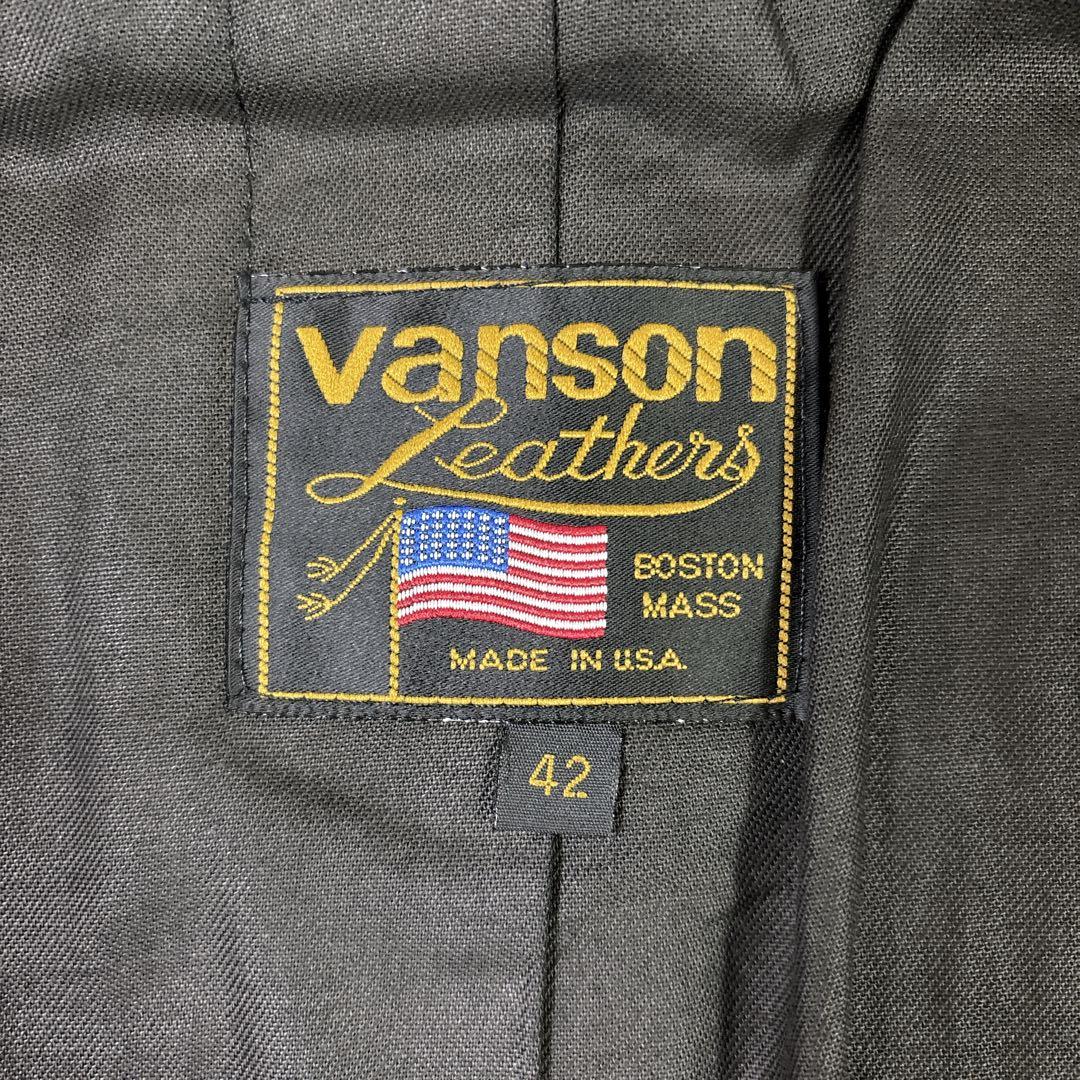 vanson
Leathers
BOSTON
MASS
MADE IN U.S.A.
42